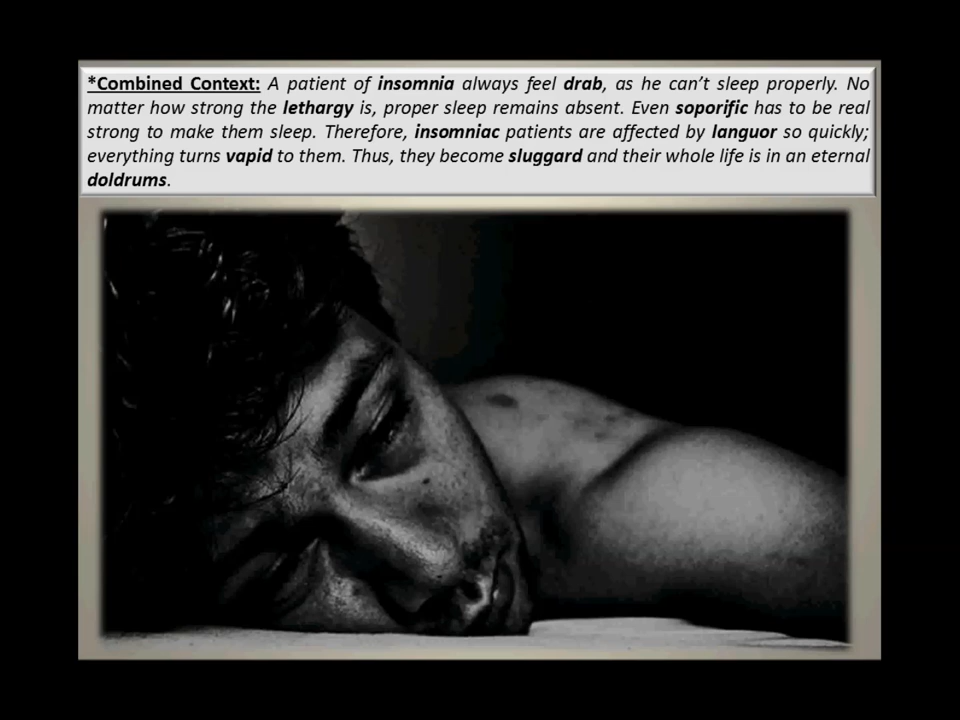 *Combined Context: A patient of insomnia always feel drab, as he can’t sleep properly. No
matter how strong the lethargy is, proper sleep remains absent. Even soporific has to be real
strong to make them sleep. Therefore, insomniac patients are affected by languor so quickly;
everything turns vapid to them. Thus, they become sluggard and their whole life is in an eternal
doldrums.